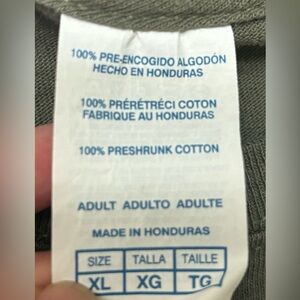 100% PRE-ENCOGIDO ALGODÓN
HECHO EN HONDURAS
100% PRÉRÉTRÉCI COTON
FABRIQUE AU HONDURAS
100% PRESHRUNK COTTON
ADULT ADULTO ADULTE
MADE IN HONDURAS
SIZE TALLA TAILLE
XL XG TG